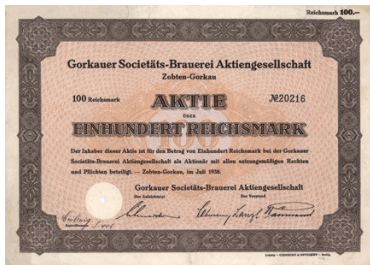 Reichsmark 100.—
Gorkauer Societäts-Brauerei Aktiengesellschaft
Zobten-Gorkau
100 Reichsmark AKTIE №20216
ÜBER
EINHUNDERT REICHSMARK
Der Inhaber dieser Aktie ist für den Betrag von Einhundert Reichsmark bei der Gorkauer
Societäts-Brauerei Aktiengesellschaft als Aktionär mit allen satzungsmäßigen Rechten
und Pflichten beteiligt. — Zobten-Gorkau, im Juli 1938.
Gorkauer Societäts-Brauerei Aktiengesellschaft
Der Aufsichtsrat Der Vorstand